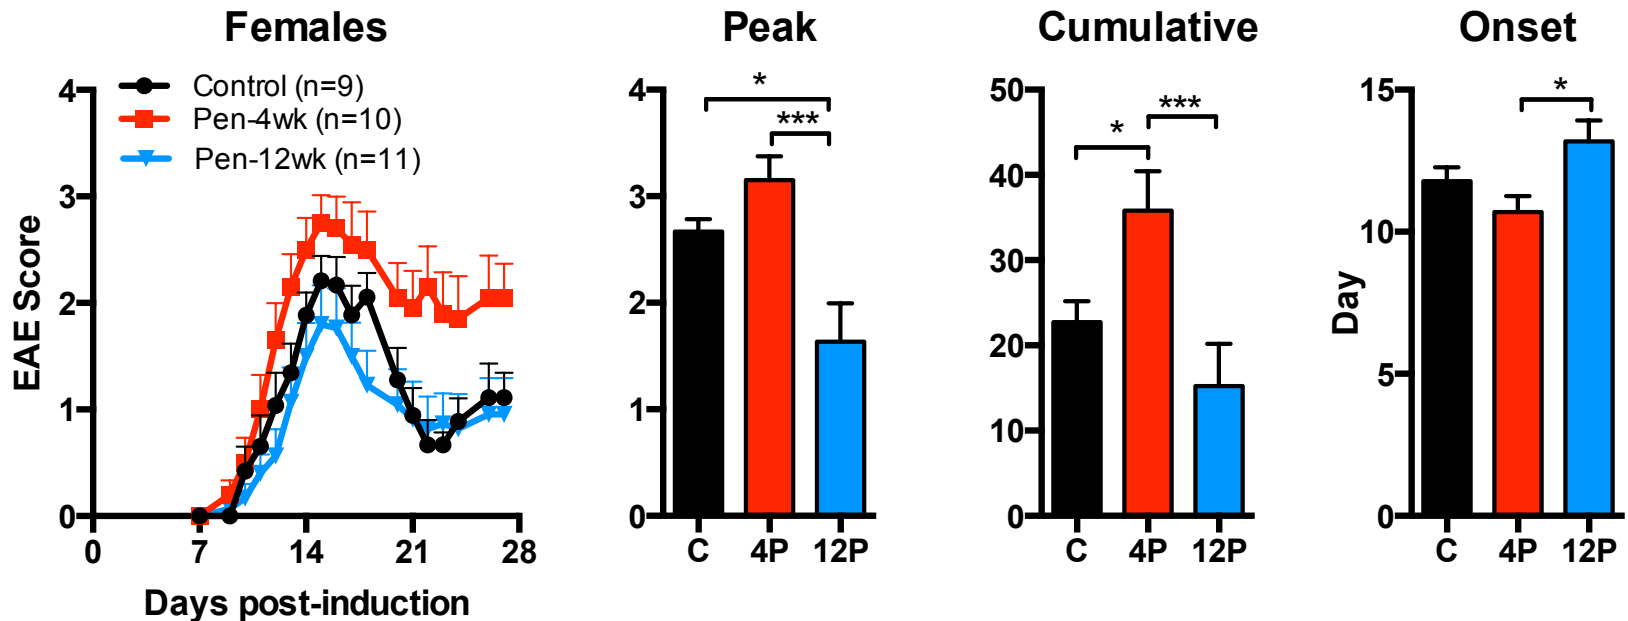 Females
Control (n=9)
Pen-4wk (n=10)
Pen-12wk (n=11)
EAE Score
4
3
2
1
0
0 7 14 21 28
Days post-induction
Peak
4
3
2
1
0
*
***
C 4P 12P
Cumulative
50
40
30
20
10
0
*
***
C 4P 12P
Onset
Day
15
10
5
0
*
C 4P 12P